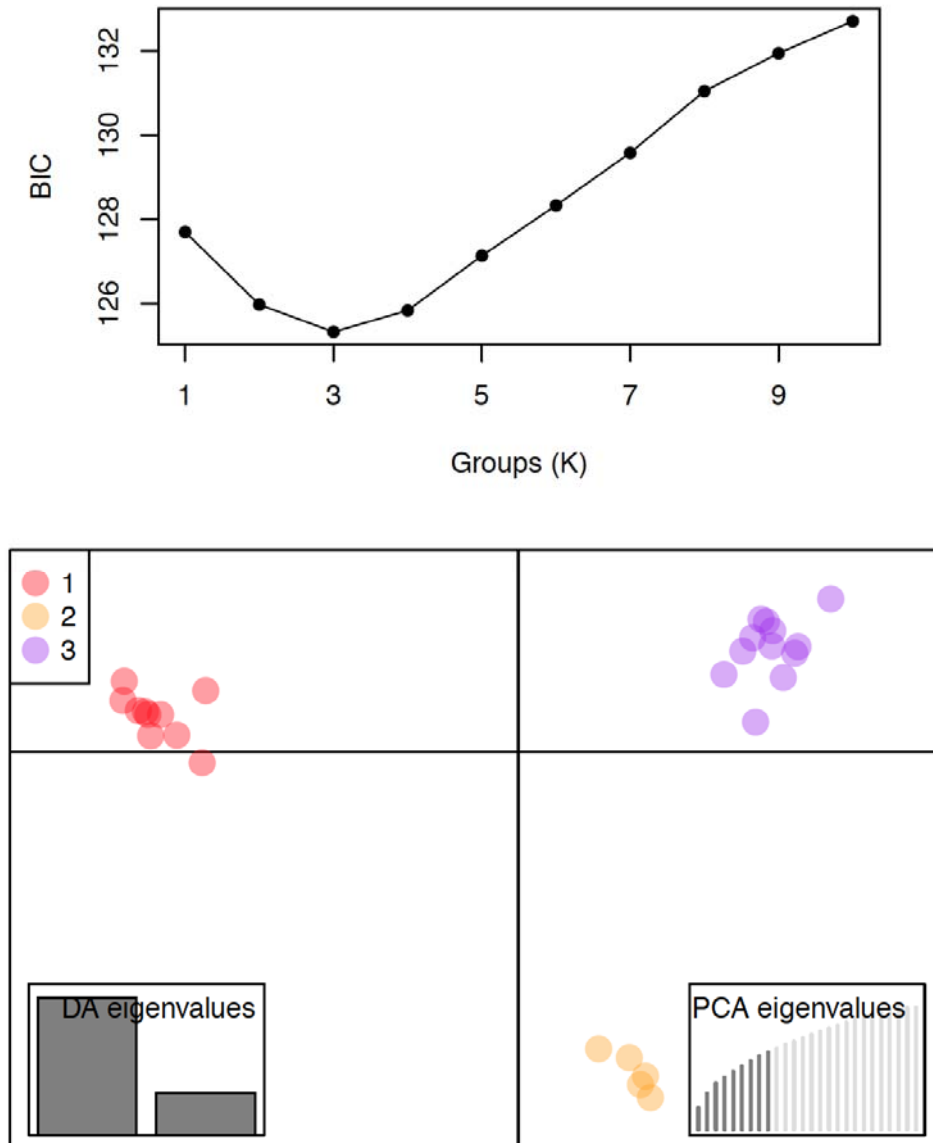 132
130
128
126
BIC
1 3 5 7 9
Groups (K)
1
2
3
DA eigenvalues
PCA eigenvalues